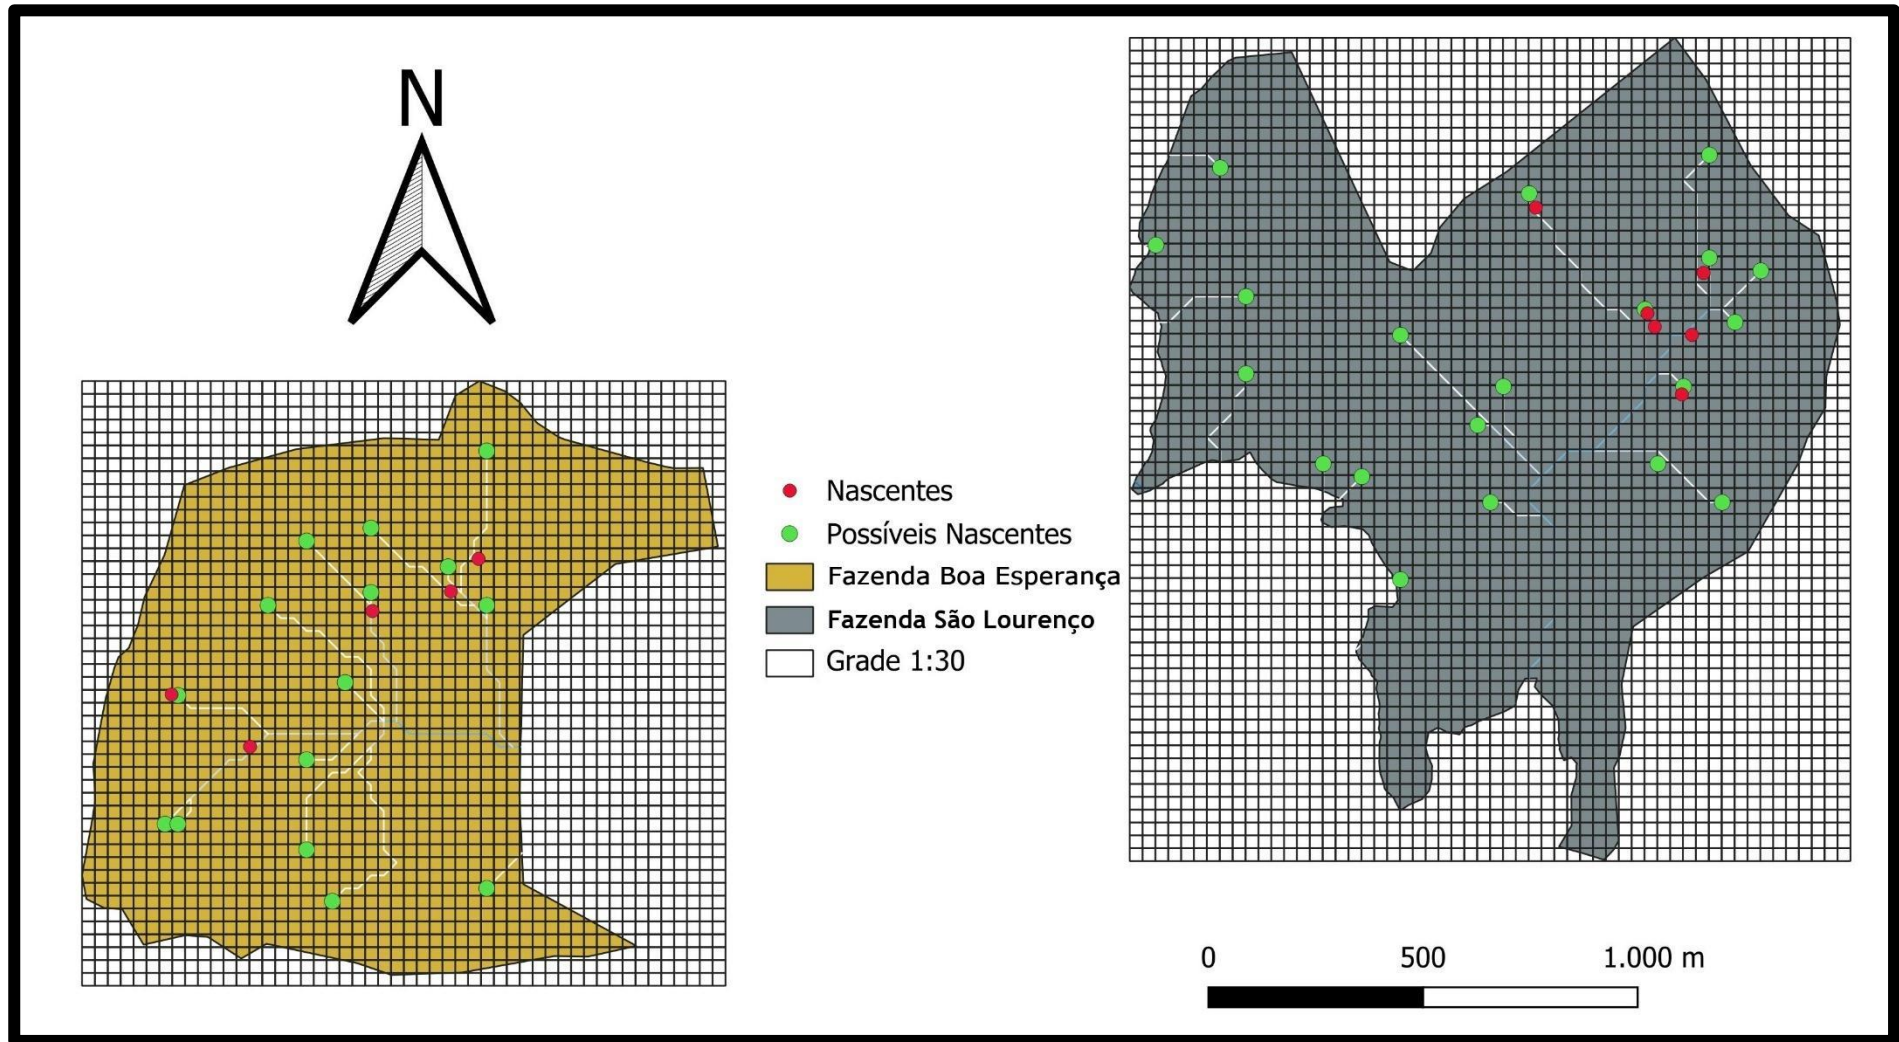 N
Nascentes
Possíveis Nascentes
Fazenda Boa Esperança
Fazenda São Lourenço
Grade 1:30
0 500 1.000 m